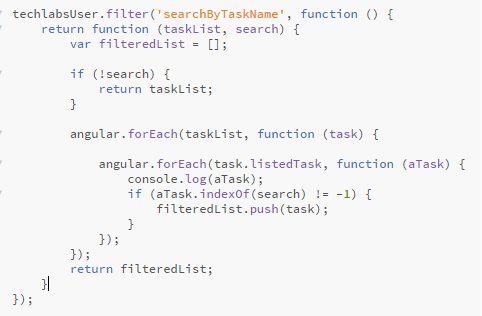 techlabsUser.filter('searchByTaskName', function () {
    return function (taskList, search) {
        var filteredList = [];

        if (!search) {
            return taskList;
        }

        angular.forEach(taskList, function (task) {

            angular.forEach(task.listedTask, function (aTask) {
                console.log(aTask);
                if (aTask.indexOf(search) != -1) {
                    filteredList.push(task);
                }
            });
        });
        return filteredList;
    }
});